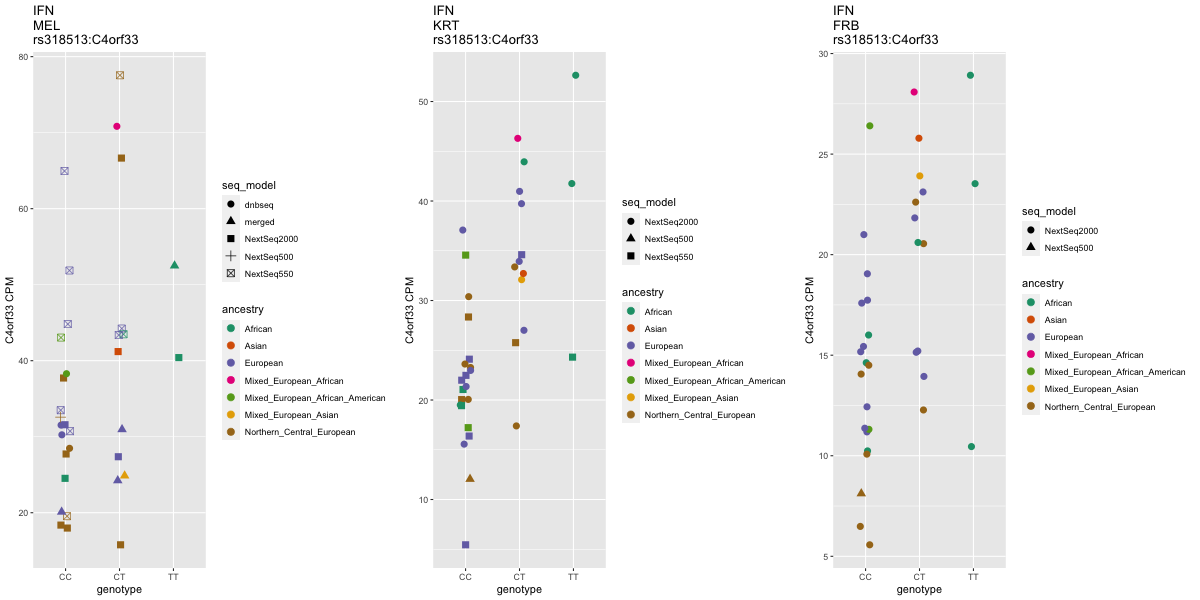 IFN
MEL
rs318513:C4orf33
C4orf33 CPM
80
60
40
20
CC
CT
TT
genotype
seq_model
dnbseq
merged
NextSeq2000
NextSeq500
NextSeq550
ancestry
African
Asian
European
Mixed_European_African
Mixed_European_African_American
Mixed_European_Asian
Northern_Central_European
IFN
KRT
rs318513:C4orf33
C4orf33 CPM
50
40
30
20
10
CC
CT
TT
genotype
seq_model
NextSeq2000
NextSeq500
NextSeq550
ancestry
African
Asian
European
Mixed_European_African
Mixed_European_African_American
Mixed_European_Asian
Northern_Central_European
IFN
FRB
rs318513:C4orf33
C4orf33 CPM
30
25
20
15
10
5
CC
CT
TT
genotype
seq_model
NextSeq2000
NextSeq500
ancestry
African
Asian
European
Mixed_European_African
Mixed_European_African_American
Mixed_European_Asian
Northern_Central_European